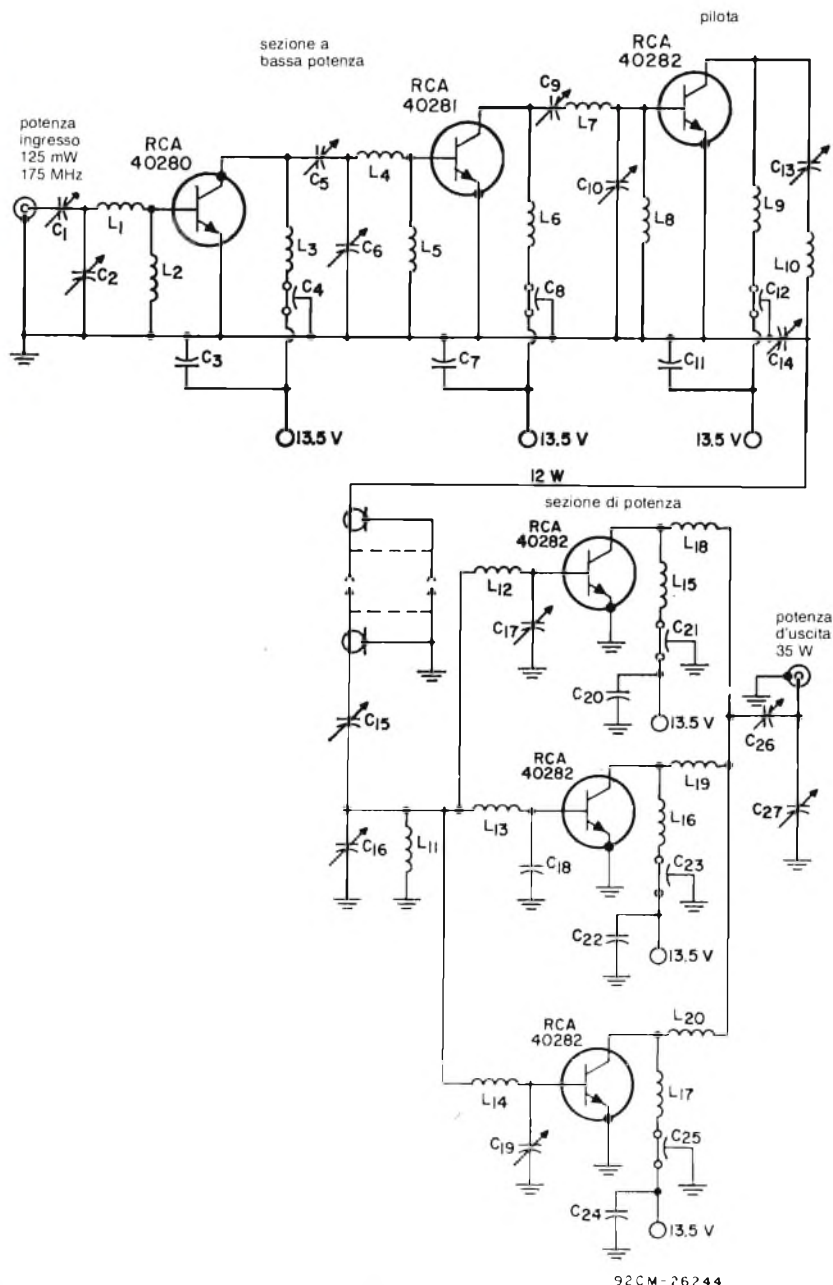 pilota
sezione a
bassa potenza
RCA
40282
RCA
40281
C9
L7
potenza
ingresso
125 mW
175 MHz
RCA
40280
C5
L4
C10
C13
C1
L1
L6
L8
L9
L10
C2
L2
L3
C6
L5
C4
C8
C12
C3
C7
C11
C14
13.5 V
13.5 V
13.5 V
12 W
sezione di potenza
RCA
40282
L18
L12
L15
potenza
d'uscita
35 W
C17
C21
C20
13.5 V
C15
C26
RCA
40282
L19
L13
L16
C27
C16
L11
C18
C23
C22
13.5 V
RCA
40282
L20
L14
L17
C19
C25
C24
13.5 V
92CM-26244